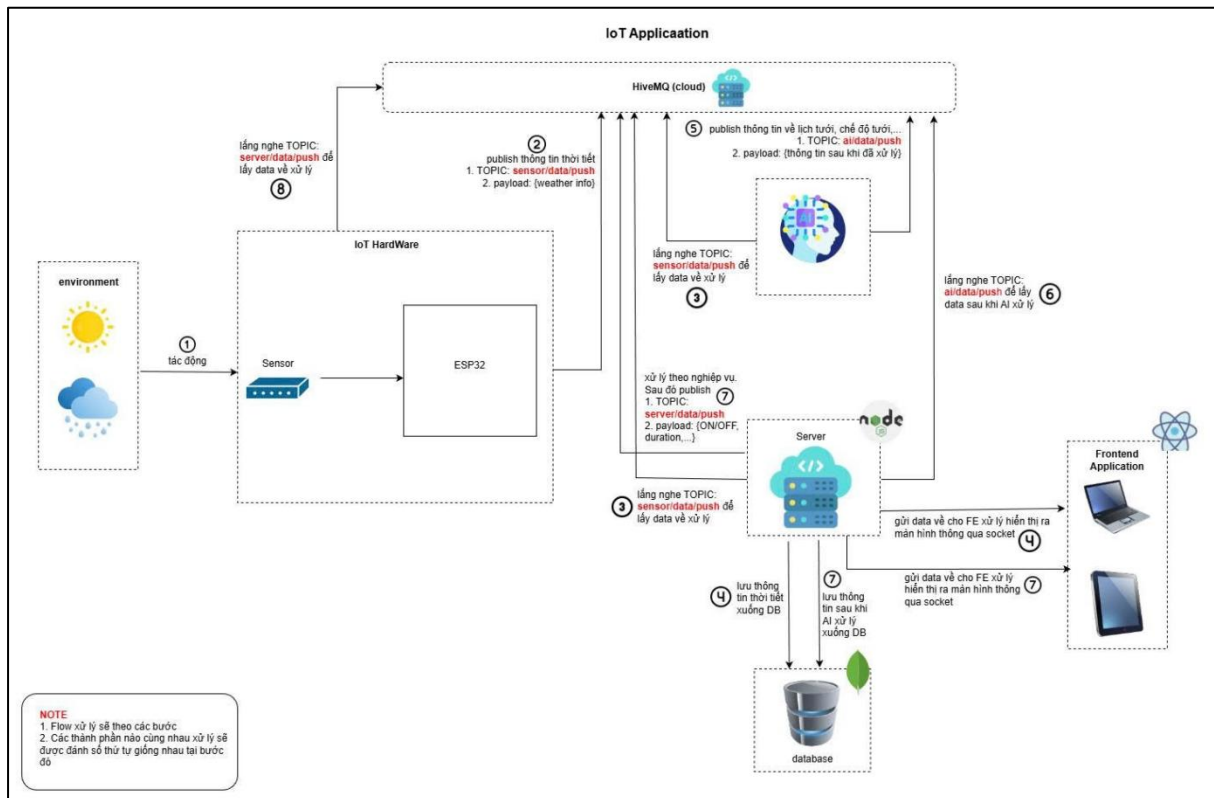 IoT Applicaation
HiveMQ (cloud)
lắng nghe TOPIC:
server/data/push để
lấy data về xử lý
8
2
publish thông tin thời tiết
1. TOPIC: sensor/data/push
2. payload: {weather info}
5 publish thông tin về lịch tưới, chế độ tưới,...
1. TOPIC: ai/data/push
2. payload: {thông tin sau khi đã xử lý}
AI
lắng nghe TOPIC:
sensor/data/push để
lấy data về xử lý
3
lắng nghe TOPIC:
ai/data/push để lấy
data sau khi AI xử lý
6
environment
1
tác động
IoT HardWare
Sensor
ESP32
xử lý theo nghiệp vụ.
Sau đó publish
1. TOPIC:
server/data/push
2. payload: {ON/OFF,
duration,...}
7
node
JS
Server
3
lắng nghe TOPIC:
sensor/data/push để
lấy data về xử lý
Frontend
Application
gửi data về cho FE xử lý hiển thị ra
màn hình thông qua socket 4
gửi data về cho FE xử lý
hiển thị ra màn hình thông
qua socket
7
4
lưu thông
tin thời tiết
xuống DB
7
lưu thông
tin sau khi
AI xử lý
xuống DB
database
NOTE
1. Flow xử lý sẽ theo các bước
2. Các thành phần nào cùng nhau xử lý sẽ
được đánh số thứ tự giống nhau tại bước
đó